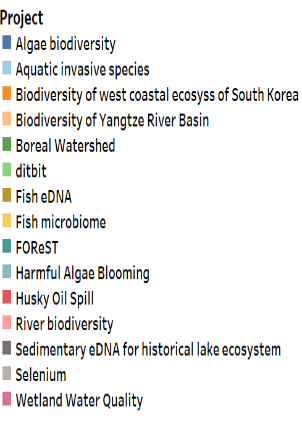 Project
Algae biodiversity
Aquatic invasive species
Biodiversity of west coastal ecosyss of South Korea
Biodiversity of Yangtze River Basin
Boreal Watershed
ditbit
Fish eDNA
Fish microbiome
FOReST
Harmful Algae Blooming
Husky Oil Spill
River biodiversity
Sedimentary eDNA for historical lake ecosystem
Selenium
Wetland Water Quality